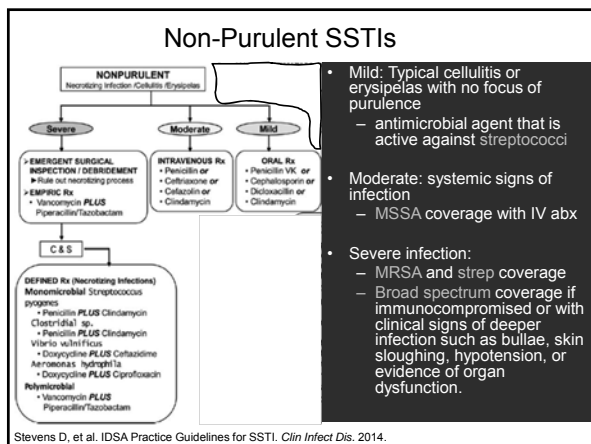 Non-Purulent SSTIs
NONPURULENT
Necrotizing Infection /Cellulitis /Erysipelas
Severe
Moderate
Mild
➢EMERGENT SURGICAL
INSPECTION / DEBRIDEMENT
▶Rule out necrotizing process
➢EMPIRIC Rx
• Vancomycin PLUS
Piperacillin/Tazobactam
INTRAVENOUS Rx
• Penicillin or
• Ceftriaxone or
• Cefazolin or
• Clindamycin
ORAL Rx
• Penicillin VK or
• Cephalosporin or
• Dicloxacillin or
• Clindamycin
C & S
DEFINED Rx (Necrotizing Infections)
Monomicrobial Streptococcus
pyogenes
• Penicillin PLUS Clindamycin
Clostridial sp.
• Penicillin PLUS Clindamycin
Vibrio vulnificus
• Doxycycline PLUS Ceftazidime
Aeromonas hydrophila
• Doxycycline PLUS Ciprofloxacin
Polymicrobial
• Vancomycin PLUS
Piperacillin/Tazobactam
• Mild: Typical cellulitis or
erysipelas with no focus of
purulence
– antimicrobial agent that is
active against streptococci
• Moderate: systemic signs of
infection
– MSSA coverage with IV abx
• Severe infection:
– MRSA and strep coverage
– Broad spectrum coverage if
immunocompromised or with
clinical signs of deeper
infection such as bullae, skin
sloughing, hypotension, or
evidence of organ
dysfunction.
Stevens D, et al. IDSA Practice Guidelines for SSTI. Clin Infect Dis. 2014.